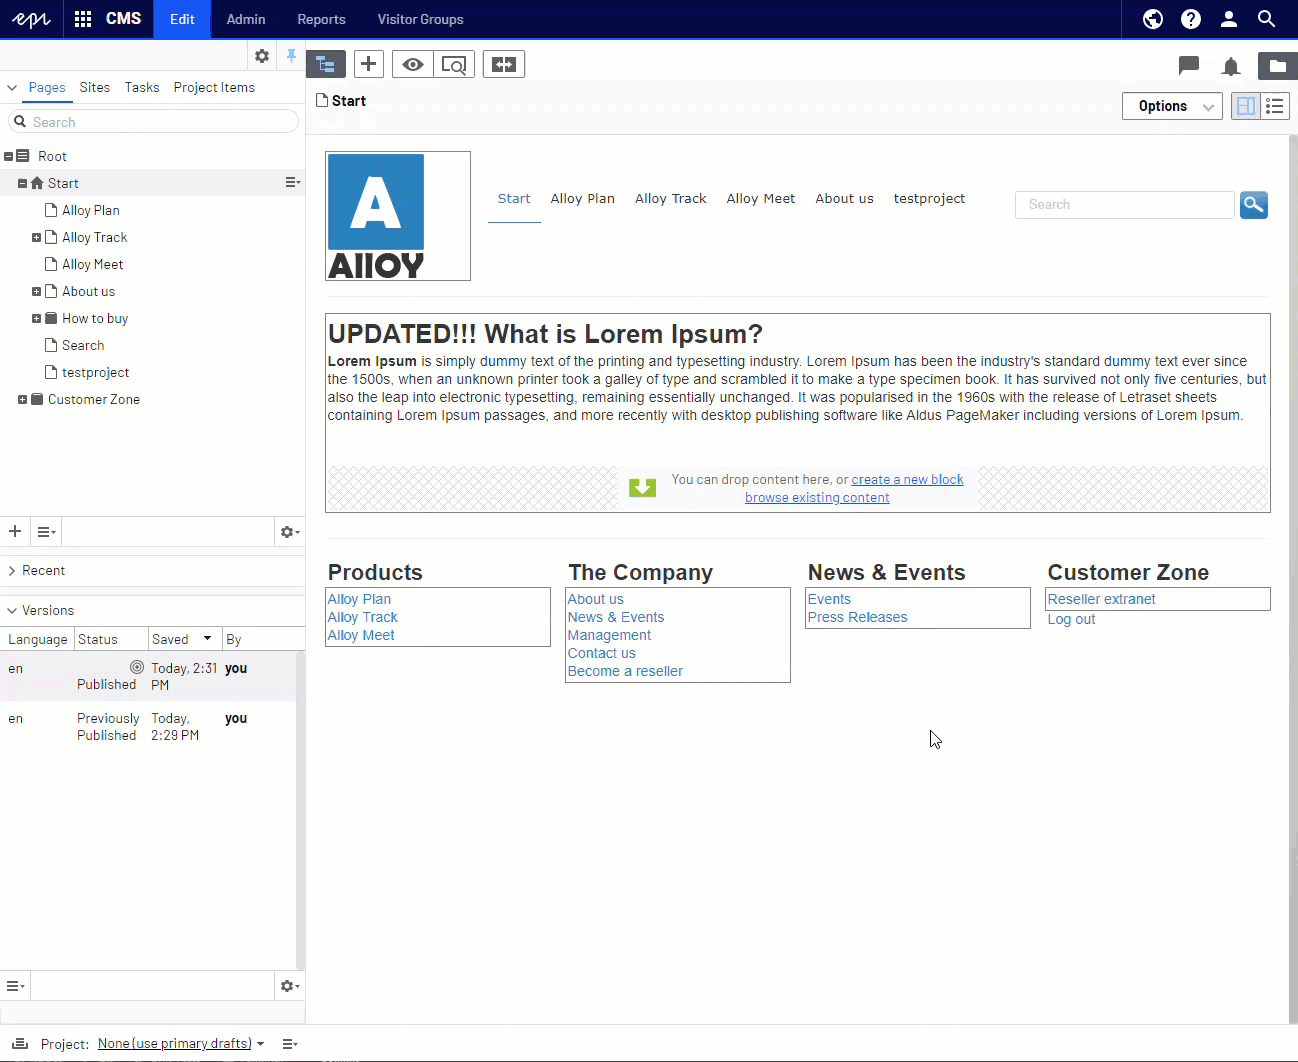 epi CMS Edit Admin Reports Visitor Groups
Pages Sites Tasks Project Items
Search
Root
Start
Alloy Plan
Alloy Track
Alloy Meet
About us
How to buy
Search
testproject
Customer Zone
Recent
Versions
Language Status Saved By
en Published Today, 2:31 PM you
en Previously Published Today, 2:29 PM you
Start
Options
A
Alloy
Start Alloy Plan Alloy Track Alloy Meet About us testproject
Search
UPDATED!!! What is Lorem Ipsum?
Lorem Ipsum is simply dummy text of the printing and typesetting industry. Lorem Ipsum has been the industry's standard dummy text ever since
the 1500s, when an unknown printer took a galley of type and scrambled it to make a type specimen book. It has survived not only five centuries, but
also the leap into electronic typesetting, remaining essentially unchanged. It was popularised in the 1960s with the release of Letraset sheets
containing Lorem Ipsum passages, and more recently with desktop publishing software like Aldus PageMaker including versions of Lorem Ipsum.
You can drop content here, or create a new block
browse existing content
Products
Alloy Plan
Alloy Track
Alloy Meet
The Company
About us
News & Events
Management
Contact us
Become a reseller
News & Events
Events
Press Releases
Customer Zone
Reseller extranet
Log out
Project: None (use primary drafts)